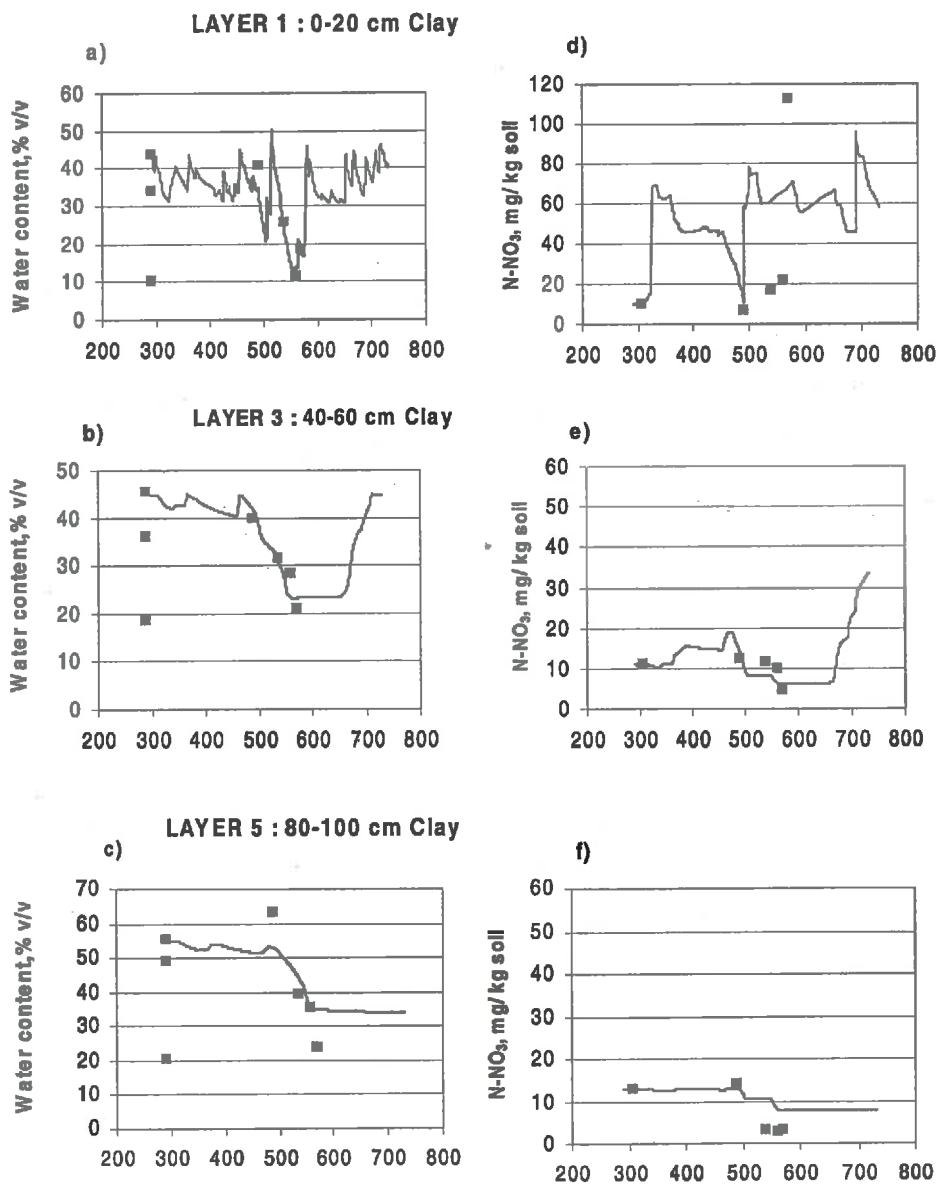 LAYER 1 : 0-20 cm Clay
a)
Water content,% v/v
60
50
40
30
20
10
0
200 300 400 500 600 700 800
d)
N-NO₃, mg/ kg soil
120
100
80
60
40
20
0
200 300 400 500 600 700 800
LAYER 3 : 40-60 cm Clay
b)
Water content,% v/v
50
40
30
20
10
0
200 300 400 500 600 700 800
e)
N-NO₃, mg/ kg soil
60
50
40
30
20
10
0
200 300 400 500 600 700 800
LAYER 5 : 80-100 cm Clay
c)
Water content,% v/v
70
60
50
40
30
20
10
0
200 300 400 500 600 700 800
f)
N-NO₃, mg/ kg soil
60
50
40
30
20
10
0
200 300 400 500 600 700 800